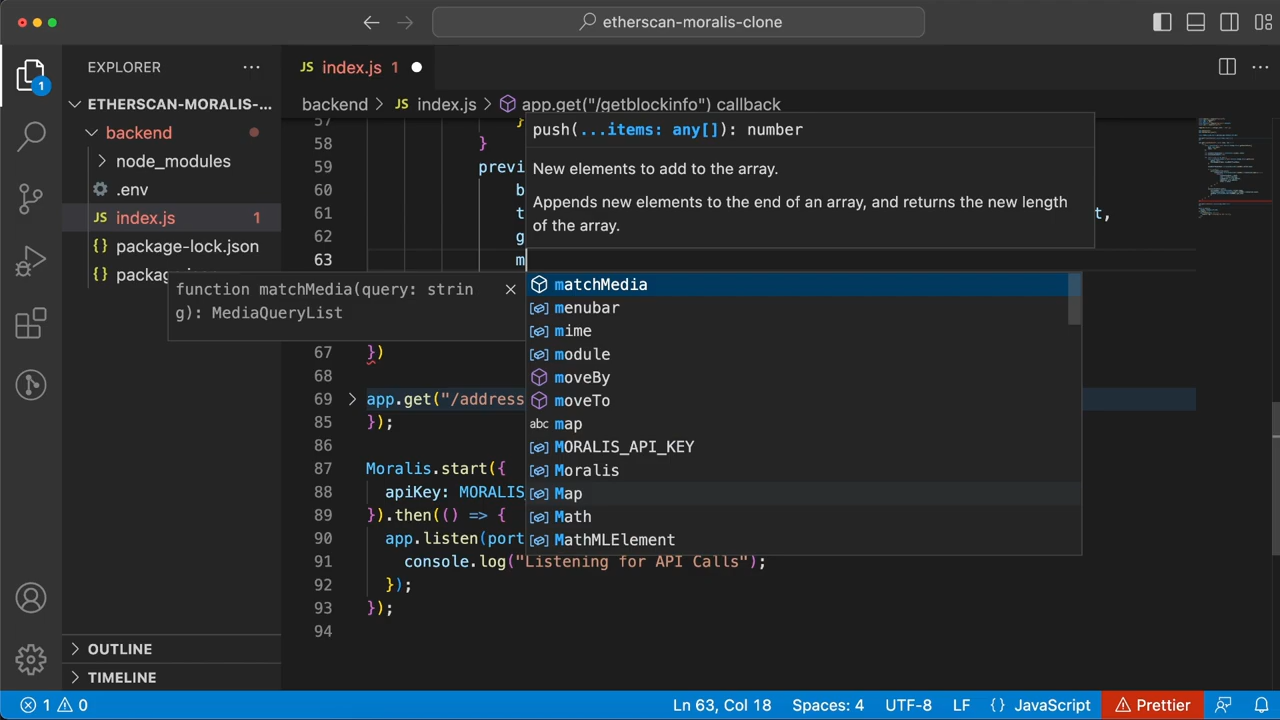 etherscan-moralis-clone
EXPLORER
JS index.js 1
1
ETHERSCAN-MORALIS-...
backend > JS index.js > app.get("/getblockinfo") callback
backend
node_modules
.env
JS index.js 1
{} package-lock.json
{}
57 }
58 }
59
60 b
61 t t,
62 g
63 m
push(...items: any[]): number
New elements to add to the array.
Appends new elements to the end of an array, and returns the new length
of the array.
function matchMedia(query: strin
g): MediaQueryList
matchMedia
menubar
mime
module
moveBy
moveTo
abc map
MORALIS_API_KEY
Moralis
Map
Math
MathMLElement
67 })
68
69 app.get("/address
85 });
86
87 Moralis.start({
88 apiKey: MORALIS
89 }).then(() => {
90 app.listen(port
91 console.log("Listening for API Calls");
92 });
93 });
94
OUTLINE
TIMELINE
1 0 Ln 63, Col 18 Spaces: 4 UTF-8 LF {} JavaScript Prettier